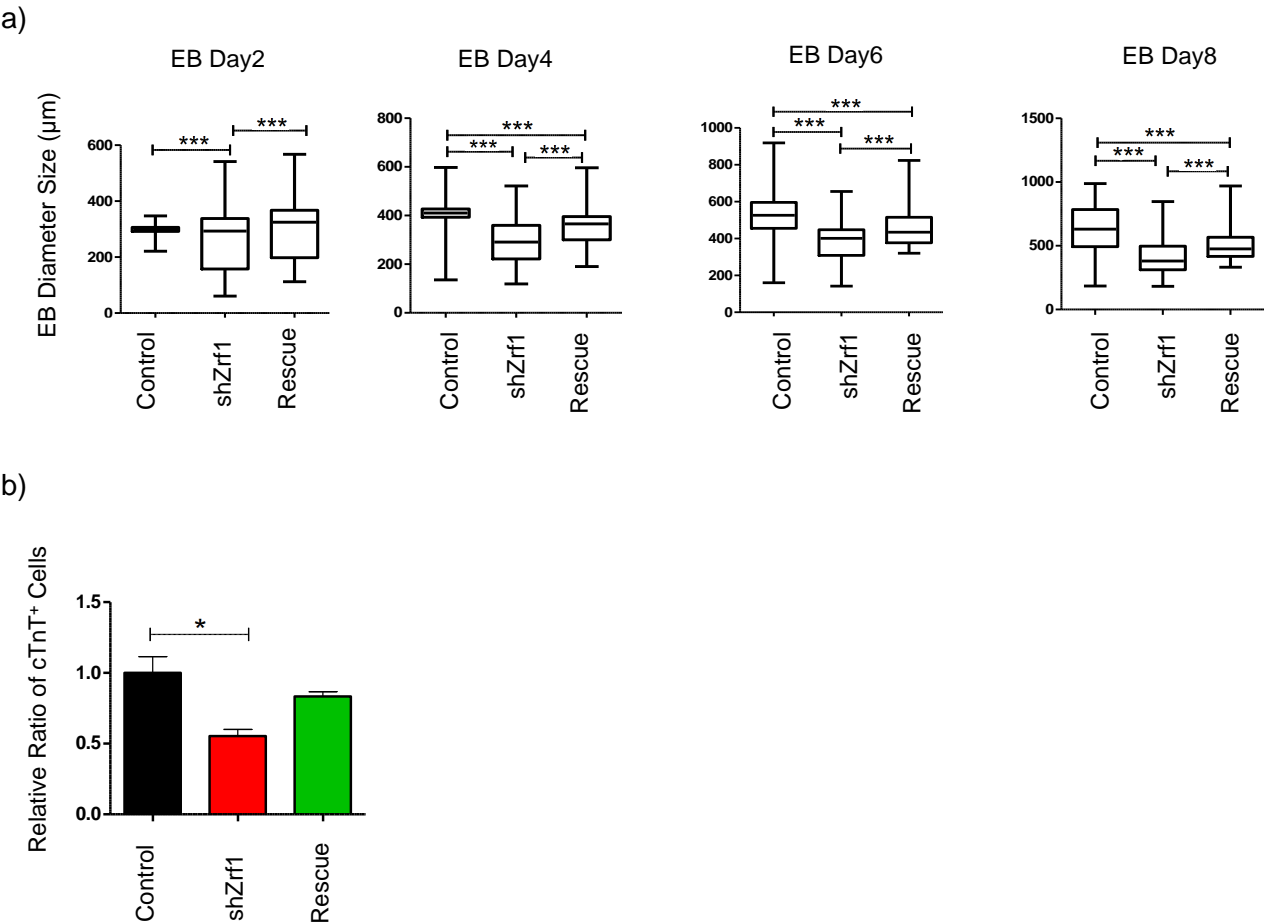 a)
EB Day2
EB Day4
EB Day6
EB Day8
EB Diameter Size (µm)
600
400
200
0
***
***
Control
shZrf1
Rescue
800
600
400
200
0
***
***
***
Control
shZrf1
Rescue
1000
800
600
400
200
0
***
***
***
Control
shZrf1
Rescue
1500
1000
500
0
***
***
***
Control
shZrf1
Rescue
b)
Relative Ratio of cTnT⁺ Cells
1.5
1.0
0.5
0.0
*
Control
shZrf1
Rescue